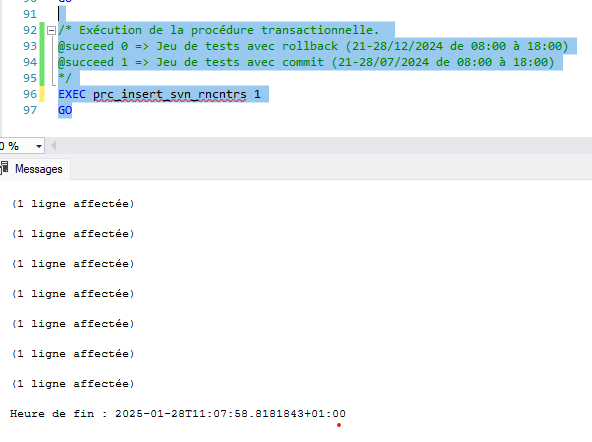 90 GO
91
92 /* Exécution de la procédure transactionnelle.
93 @succeed 0 => Jeu de tests avec rollback (21-28/12/2024 de 08:00 à 18:00)
94 @succeed 1 => Jeu de tests avec commit (21-28/07/2024 de 08:00 à 18:00)
95 */
96 EXEC prc_insert_svn_rncntrs 1
97 GO
0 %
Messages
(1 ligne affectée)
(1 ligne affectée)
(1 ligne affectée)
(1 ligne affectée)
(1 ligne affectée)
(1 ligne affectée)
(1 ligne affectée)
Heure de fin : 2025-01-28T11:07:58.8181843+01:00